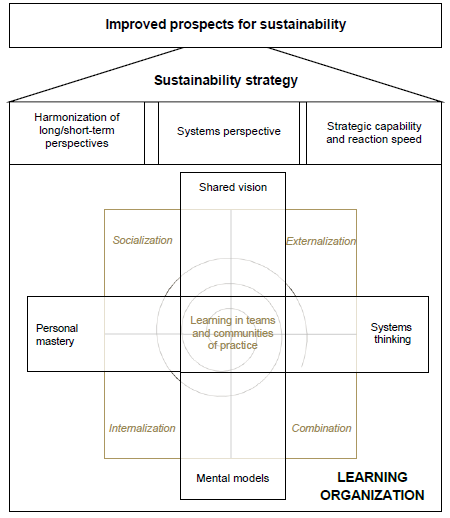 Improved prospects for sustainability
Sustainability strategy
Harmonization of
long/short-term
perspectives
Systems perspective
Strategic capability
and reaction speed
Shared vision
Socialization
Externalization
Personal
mastery
Learning in teams
and communities
of practice
Systems
thinking
Internalization
Combination
Mental models
LEARNING
ORGANIZATION